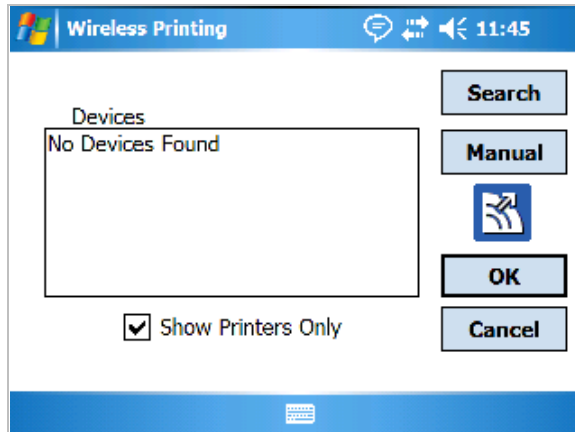 Wireless Printing 11:45
Search
Devices
No Devices Found
Manual
OK
Show Printers Only
Cancel